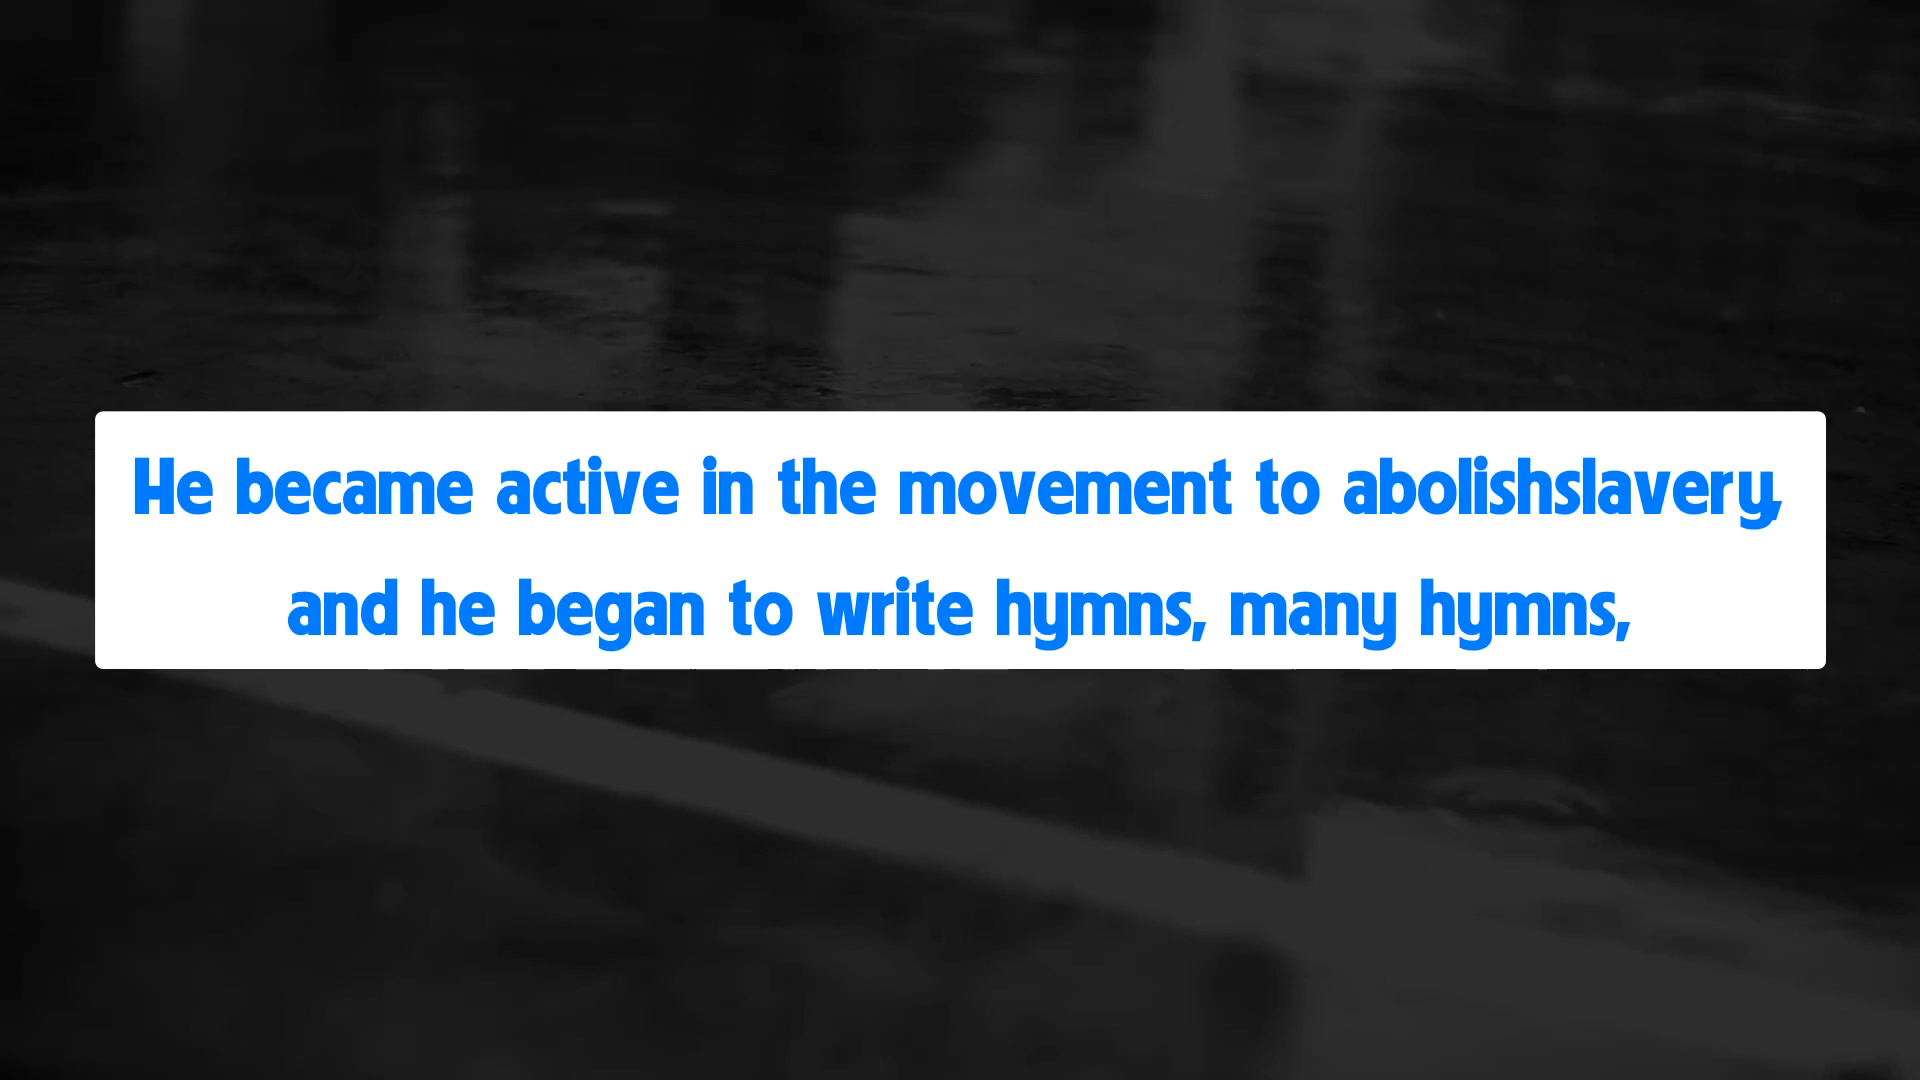 He became active in the movement to abolishslavery,
and he began to write hymns, many hymns,